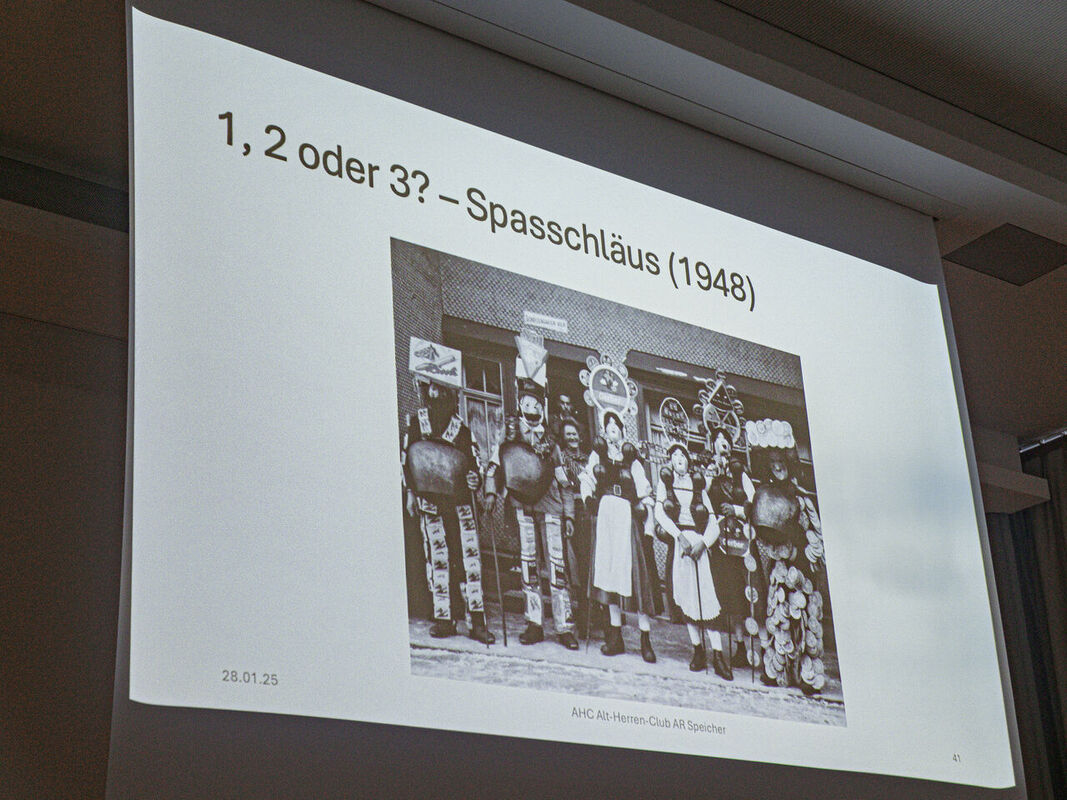 1, 2 oder 3? – Spasschläus (1948)
28.01.25
AHC Alt-Herren-Club AR Speicher
41